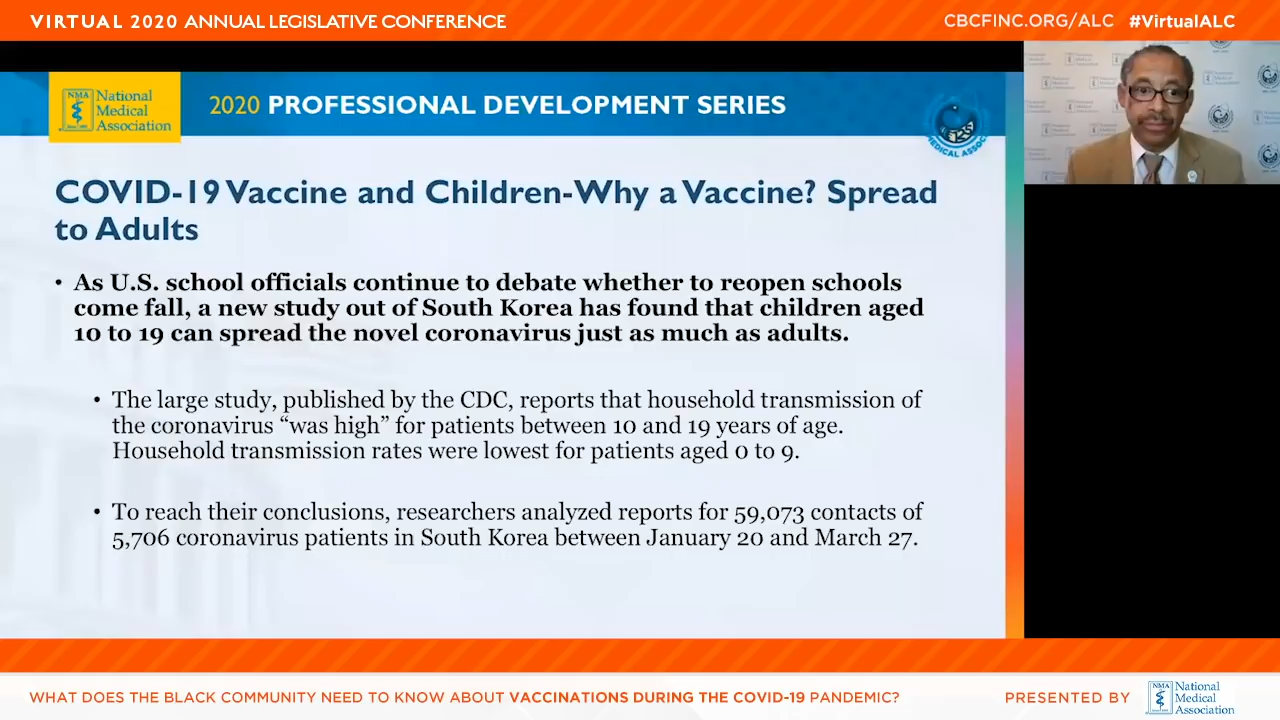 VIRTUAL 2020 ANNUAL LEGISLATIVE CONFERENCE
CBCFINC.ORG/ALC #VirtualALC
NMA
National
Medical
Association
2020 PROFESSIONAL DEVELOPMENT SERIES
COVID-19 Vaccine and Children-Why a Vaccine? Spread
to Adults
• As U.S. school officials continue to debate whether to reopen schools
come fall, a new study out of South Korea has found that children aged
10 to 19 can spread the novel coronavirus just as much as adults.
• The large study, published by the CDC, reports that household transmission of
the coronavirus “was high” for patients between 10 and 19 years of age.
Household transmission rates were lowest for patients aged 0 to 9.
• To reach their conclusions, researchers analyzed reports for 59,073 contacts of
5,706 coronavirus patients in South Korea between January 20 and March 27.
WHAT DOES THE BLACK COMMUNITY NEED TO KNOW ABOUT VACCINATIONS DURING THE COVID-19 PANDEMIC?
PRESENTED BY
NMA
National
Medical
Association